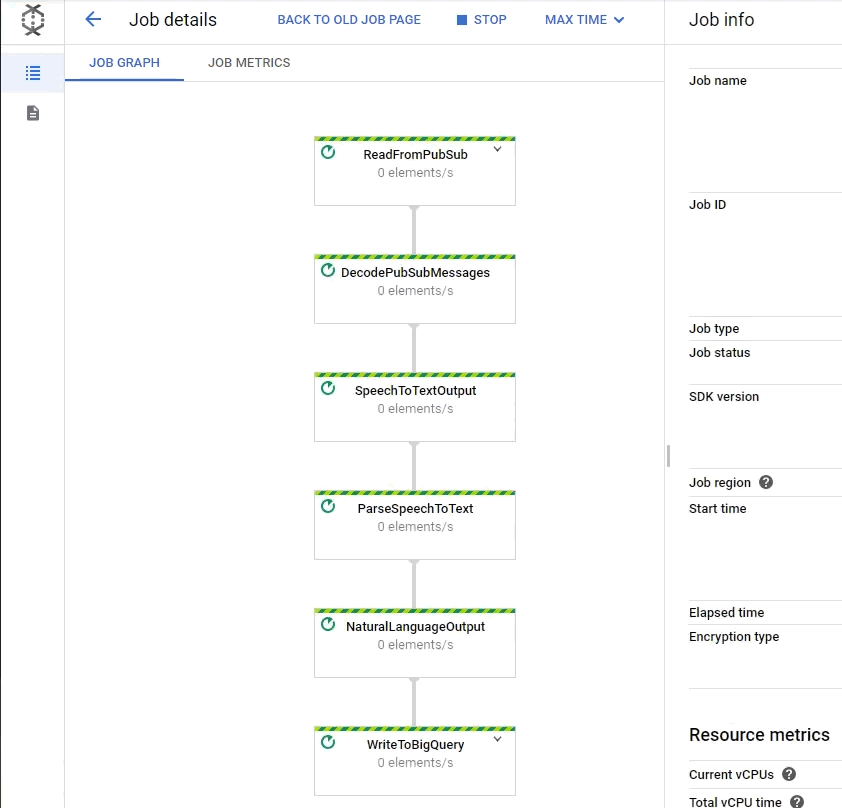 Job details
BACK TO OLD JOB PAGE
STOP
MAX TIME
JOB GRAPH
JOB METRICS
ReadFromPubSub
0 elements/s
DecodePubSubMessages
0 elements/s
SpeechToTextOutput
0 elements/s
ParseSpeechToText
0 elements/s
NaturalLanguageOutput
0 elements/s
WriteToBigQuery
0 elements/s
Job info
Job name
Job ID
Job type
Job status
SDK version
Job region ?
Start time
Elapsed time
Encryption type
Resource metrics
Current vCPUs ?
Total vCPU time ?